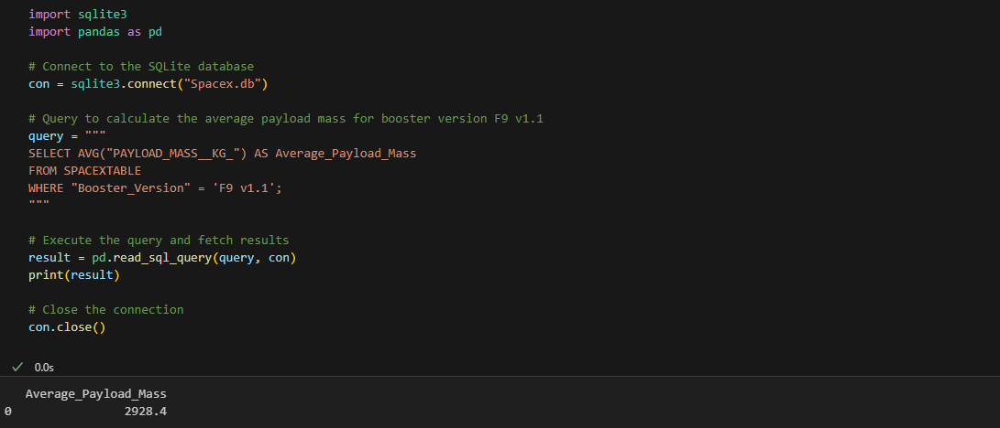 import sqlite3
import pandas as pd
# Connect to the SQLite database
con = sqlite3.connect("Spacex.db")
# Query to calculate the average payload mass for booster version F9 v1.1
query = """
SELECT AVG("PAYLOAD_MASS__KG_") AS Average_Payload_Mass
FROM SPACEXTABLE
WHERE "Booster_Version" = 'F9 v1.1';
"""
# Execute the query and fetch results
result = pd.read_sql_query(query, con)
print(result)
# Close the connection
con.close()
0.0s
Average_Payload_Mass
0 2928.4